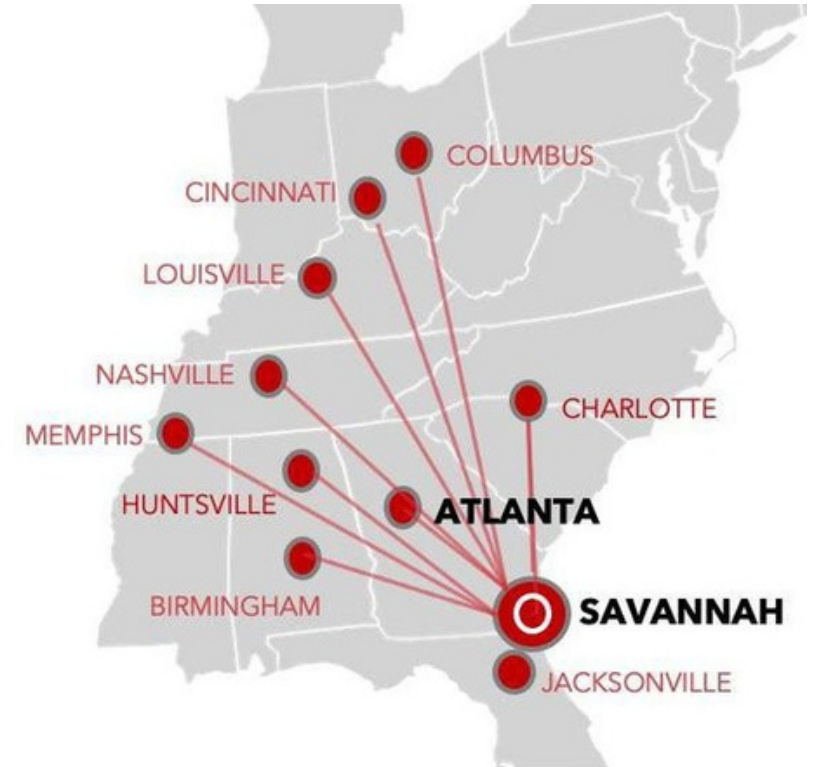 COLUMBUS
CINCINNATI
LOUISVILLE
NASHVILLE
CHARLOTTE
MEMPHIS
HUNTSVILLE
ATLANTA
BIRMINGHAM
SAVANNAH
JACKSONVILLE